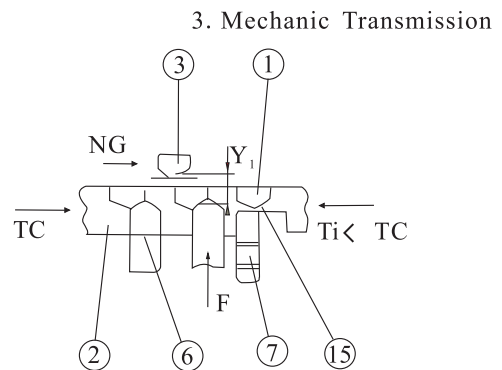 3. Mechanic Transmission
3
1
NG
Y1
TC
Ti< TC
F
2
6
7
15